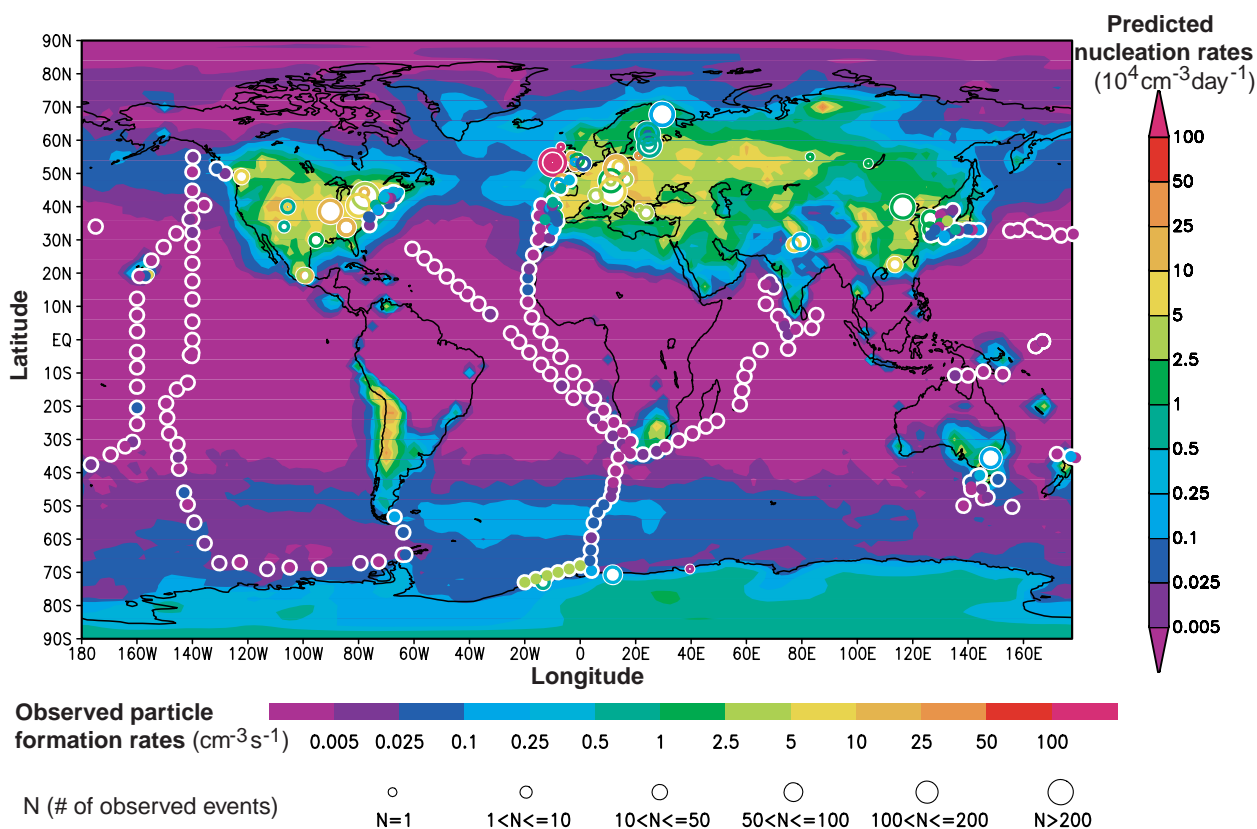 Predicted
nucleation rates
(10⁴cm⁻³day⁻¹)
90N
80N
70N
60N
50N
40N
30N
20N
10N
EQ
10S
20S
30S
40S
50S
60S
70S
80S
90S
Latitude
180 160W 140W 120W 100W 80W 60W 40W 20W 0 20E 40E 60E 80E 100E 120E 140E 160E
Longitude
100
50
25
10
5
2.5
1
0.5
0.25
0.1
0.025
0.005
Observed particle
formation rates (cm⁻³s⁻¹)
0.005 0.025 0.1 0.25 0.5 1 2.5 5 10 25 50 100
N (# of observed events)
N=1 1<N<=10 10<N<=50 50<N<=100 100<N<=200 N>200